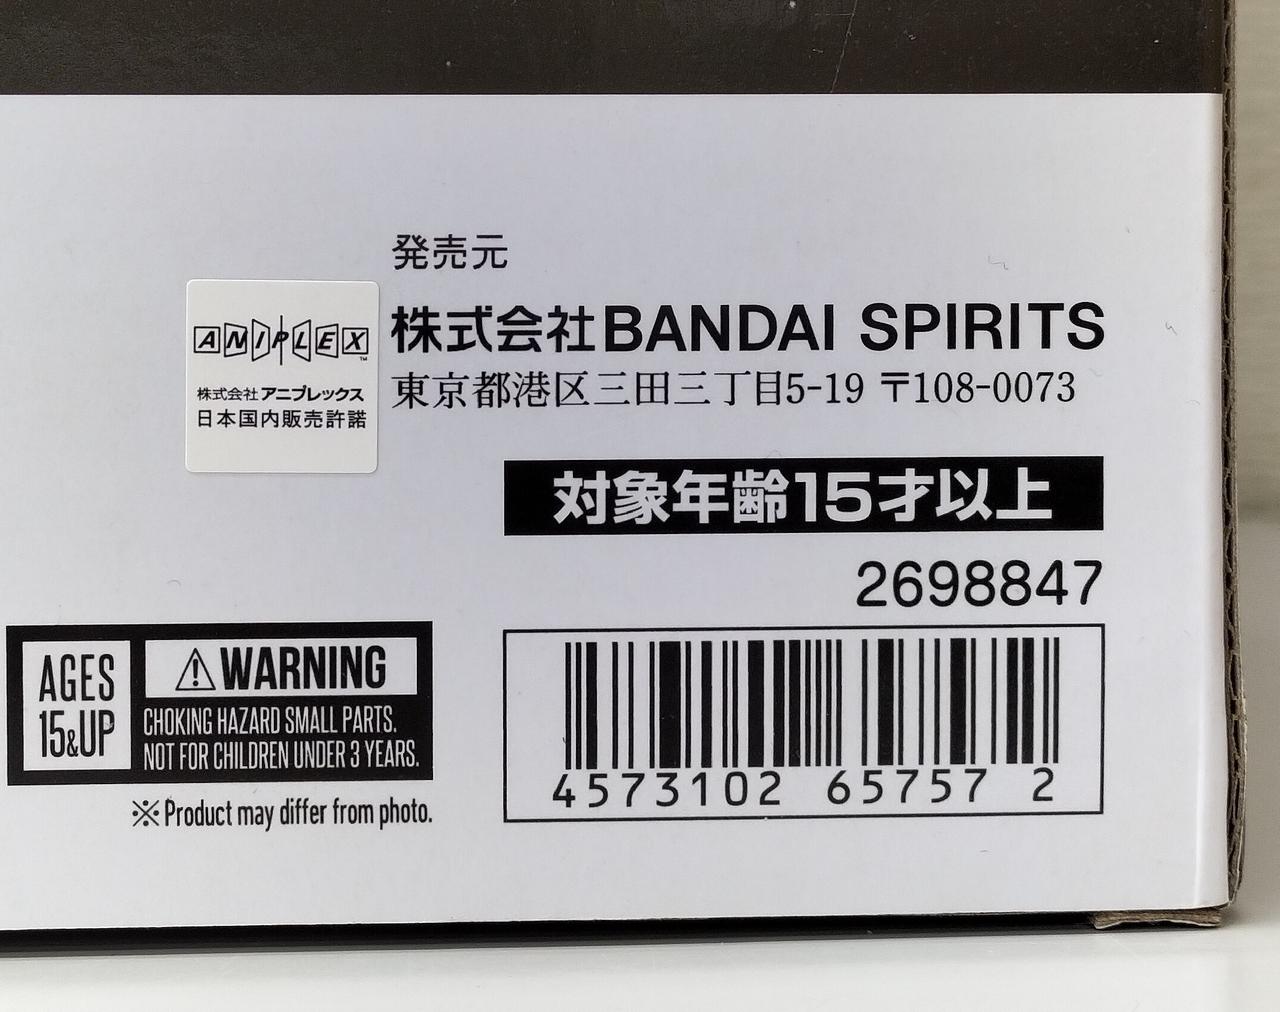 発売元
株式会社BANDAI SPIRITS
東京都港区三田三丁目5-19 〒108-0073
ANIPLEX™
株式会社アニプレックス
日本国内販売許諾
対象年齢15才以上
2698847
4573102 65757 2
AGES
15&UP
⚠WARNING
CHOKING HAZARD SMALL PARTS.
NOT FOR CHILDREN UNDER 3 YEARS.
※Product may differ from photo.